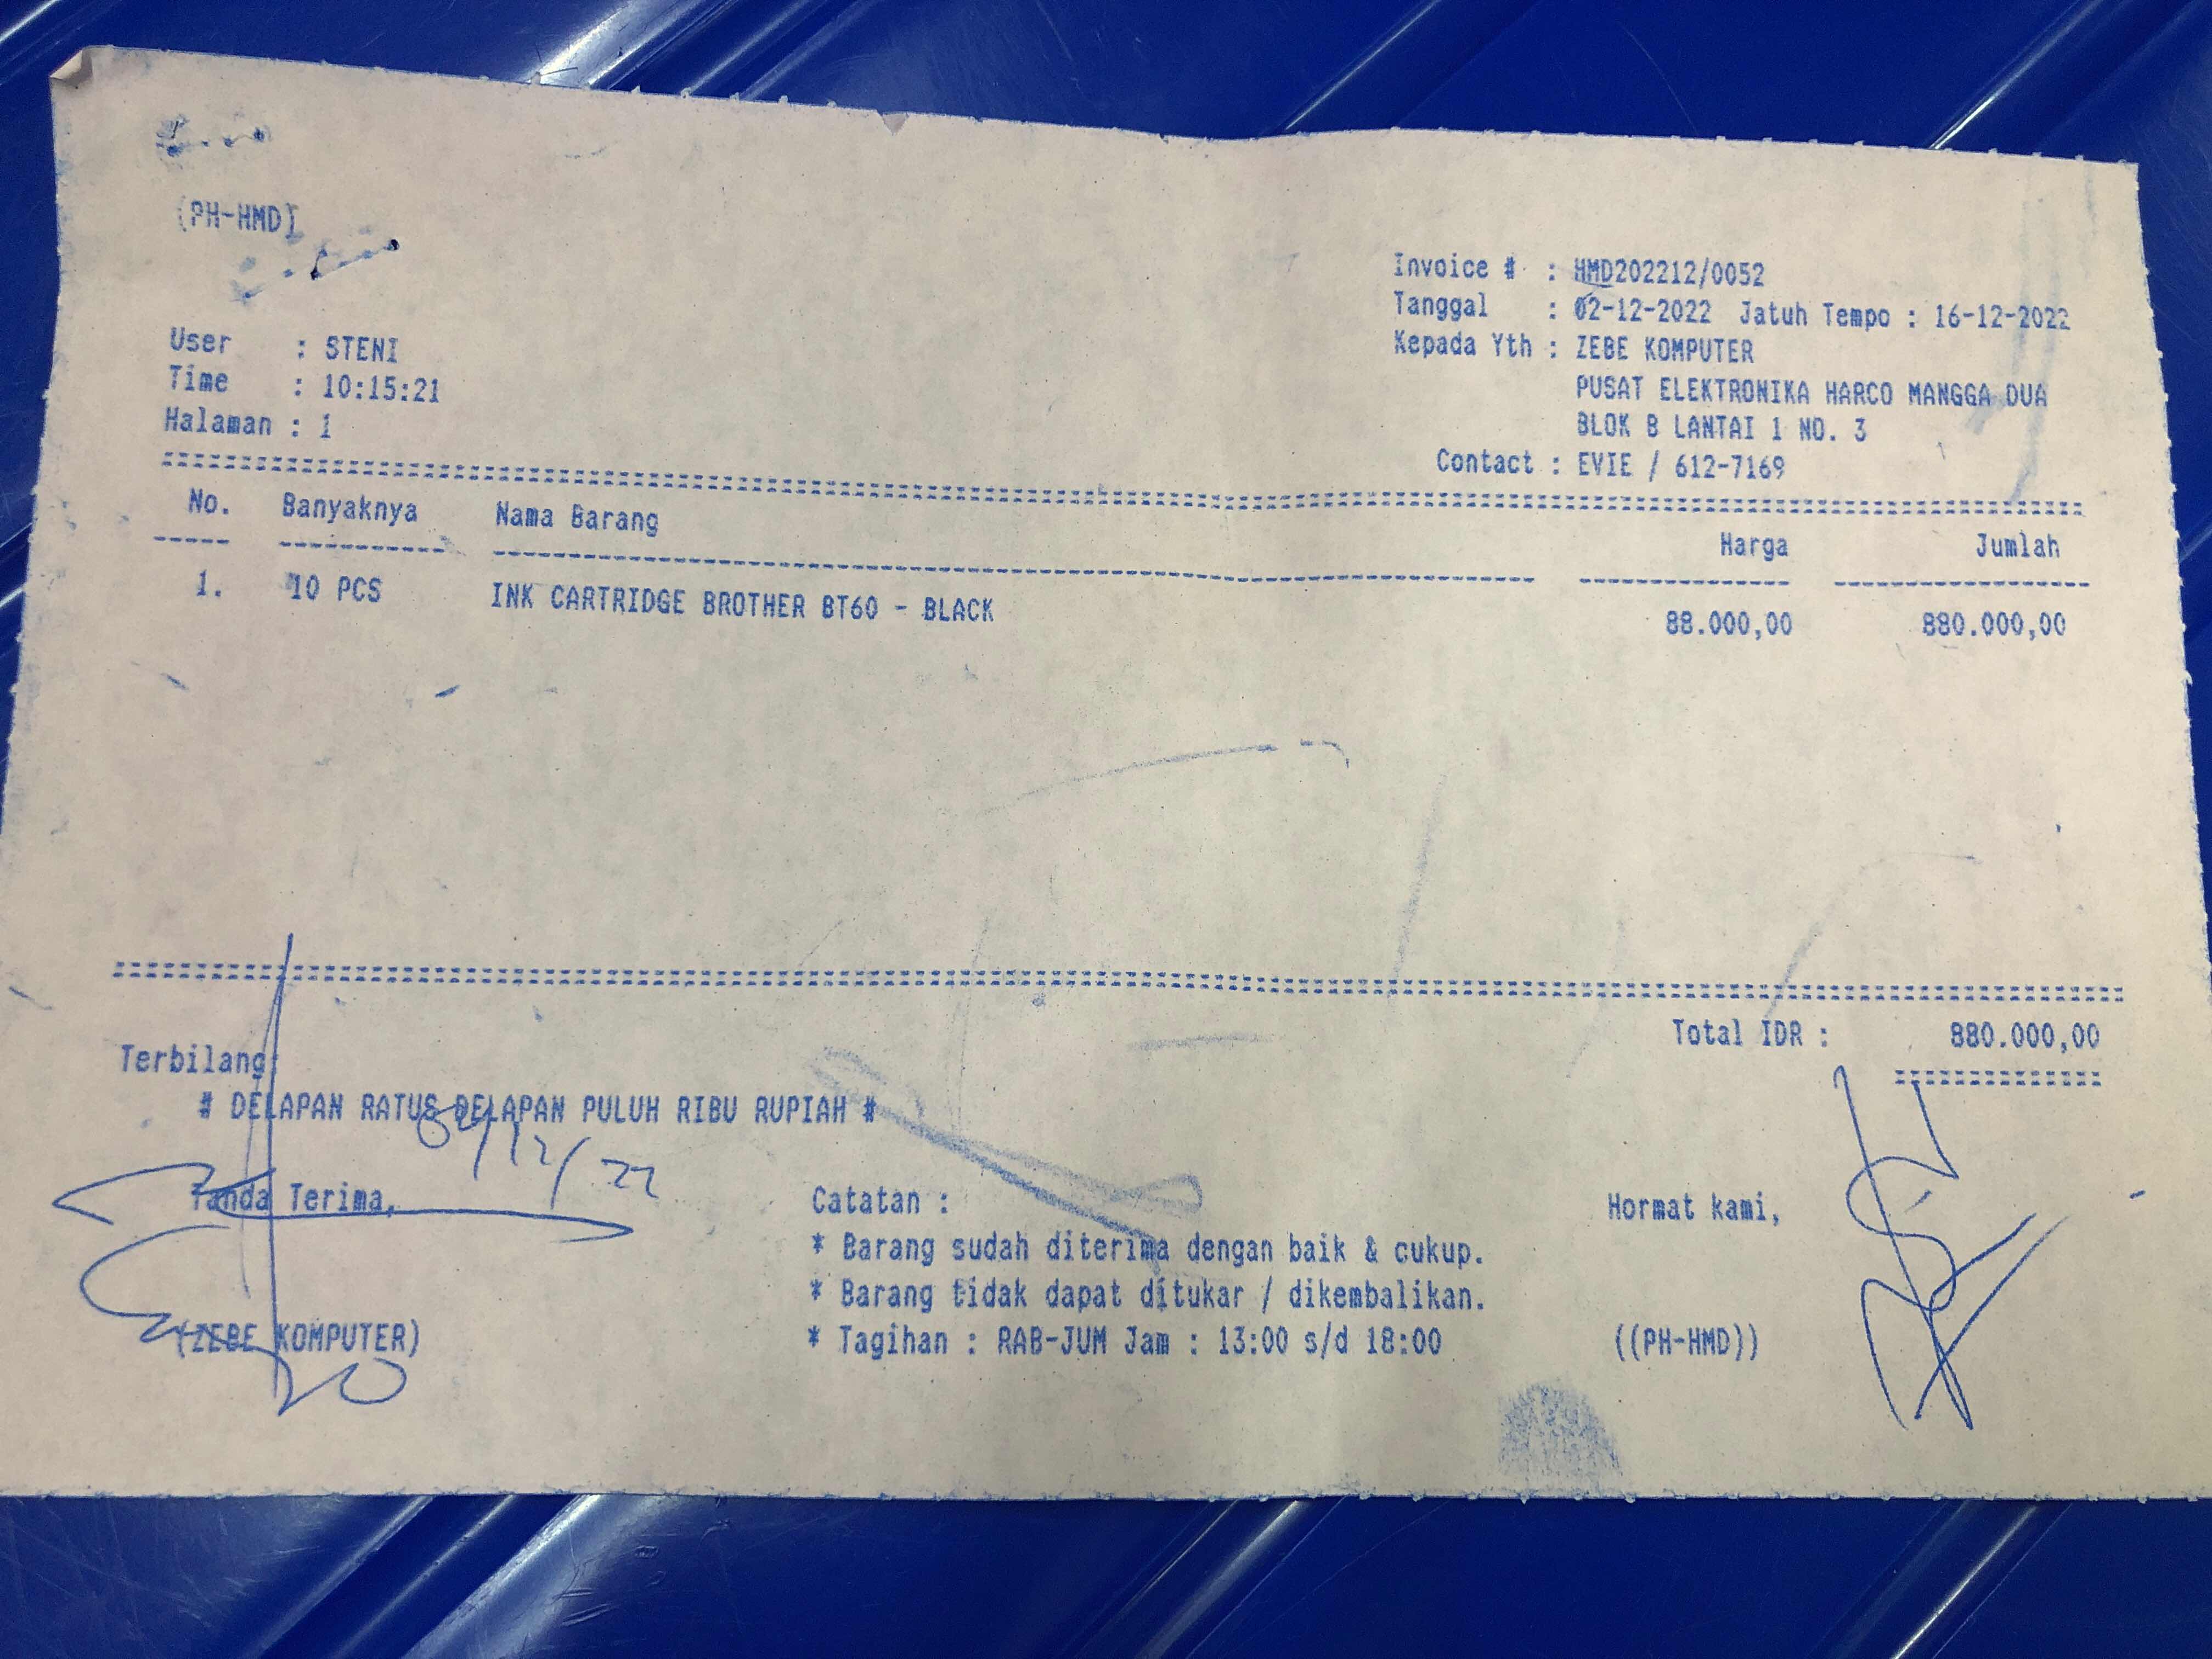 (PH-HMD)
Invoice # : HMD202212/0052
Tanggal : 02-12-2022 Jatuh Tempo : 16-12-2022
Kepada Yth : ZEBE KOMPUTER
PUSAT ELEKTRONIKA HARCO MANGGA DUA
BLOK B LANTAI 1 NO. 3
Contact : EVIE / 612-7169
User : STENI
Time : 10:15:21
Halaman : 1
No. Banyaknya Nama Barang Harga Jumlah
1. 10 PCS INK CARTRIDGE BROTHER BT60 - BLACK 88.000,00 880.000,00
Total IDR : 880.000,00
Terbilang:
# DELAPAN RATUS DELAPAN PULUH RIBU RUPIAH #
02/12/22
Tanda Terima,
(ZEBE KOMPUTER)
Catatan :
* Barang sudah diterima dengan baik & cukup.
* Barang tidak dapat ditukar / dikembalikan.
* Tagihan : RAB-JUM Jam : 13:00 s/d 18:00
Hormat kami,
((PH-HMD))